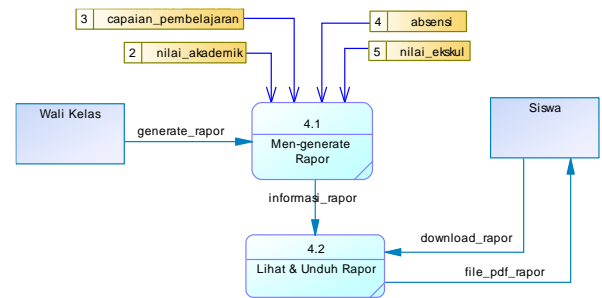 3 capaian_pembelajaran
4 absensi
2 nilai_akademik
5 nilai_ekskul
Wali Kelas
Siswa
generate_rapor
4.1
Men-generate
Rapor
informasi_rapor
4.2
Lihat & Unduh Rapor
download_rapor
file_pdf_rapor